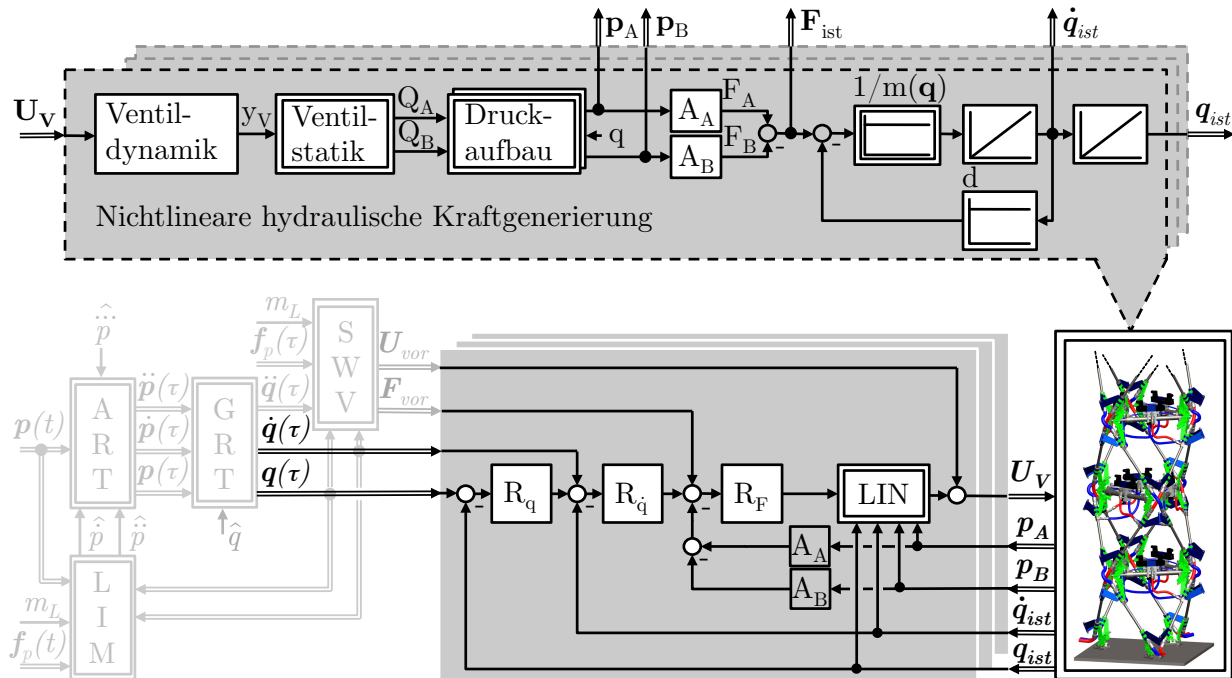 p_A p_B F_ist q̇_ist
U_V
Ventil-
dynamik
y_V
Ventil-
statik
Q_A
Q_B
Druck-
aufbau
q
A_A
A_B
F_A
F_B
-
-
1/m(q)
d
q_ist
Nichtlineare hydraulische Kraftgenerierung
p̂⃛
m_L
f_p(τ)
S
W
V
U_vor
F_vor
p(t)
A
R
T
p̈(τ)
ṗ(τ)
p(τ)
G
R
T
q̈(τ)
q̇(τ)
q(τ)
q̂
p̂̇ p̂̈
L
I
M
m_L
f_p(t)
-
R_q
-
R_q̇
-
R_F
LIN
-
A_A
A_B
U_V
p_A
p_B
q̇_ist
q_ist